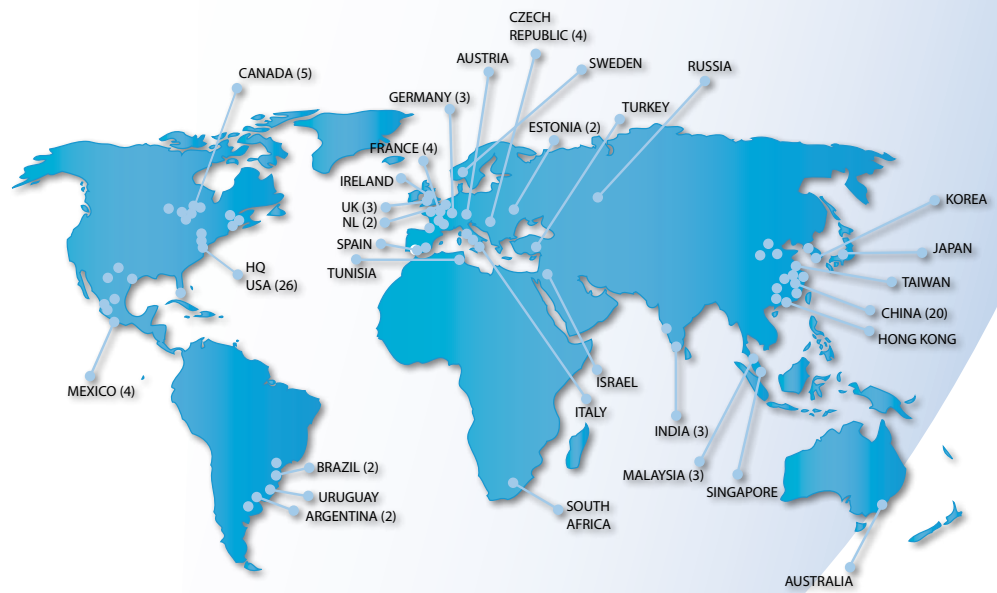 CZECH
REPUBLIC (4)
AUSTRIA
SWEDEN
RUSSIA
CANADA (5)
GERMANY (3)
TURKEY
ESTONIA (2)
FRANCE (4)
IRELAND
UK (3)
NL (2)
SPAIN
TUNISIA
KOREA
JAPAN
TAIWAN
CHINA (20)
HONG KONG
HQ
USA (26)
MEXICO (4)
ISRAEL
ITALY
INDIA (3)
MALAYSIA (3)
SINGAPORE
BRAZIL (2)
URUGUAY
ARGENTINA (2)
SOUTH
AFRICA
AUSTRALIA